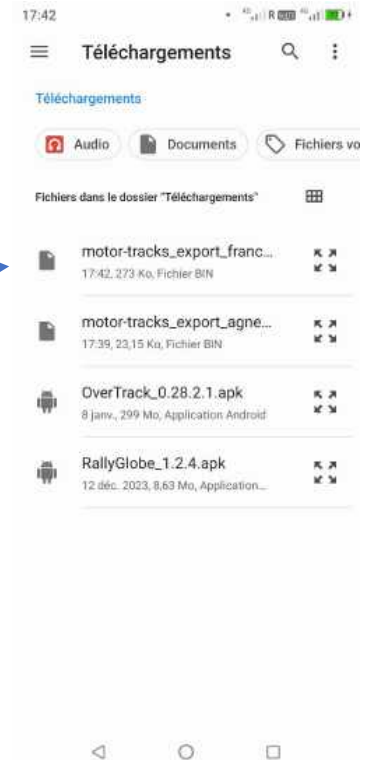 17:42
Téléchargements
Téléchargements
Audio
Documents
Fichiers vo
Fichiers dans le dossier "Téléchargements"
motor-tracks_export_franc...
17:42, 273 Ko, Fichier BIN
motor-tracks_export_agne...
17:39, 23,15 Ko, Fichier BIN
OverTrack_0.28.2.1.apk
8 janv., 299 Mo, Application Android
RallyGlobe_1.2.4.apk
12 déc. 2023, 8,63 Mo, Application...